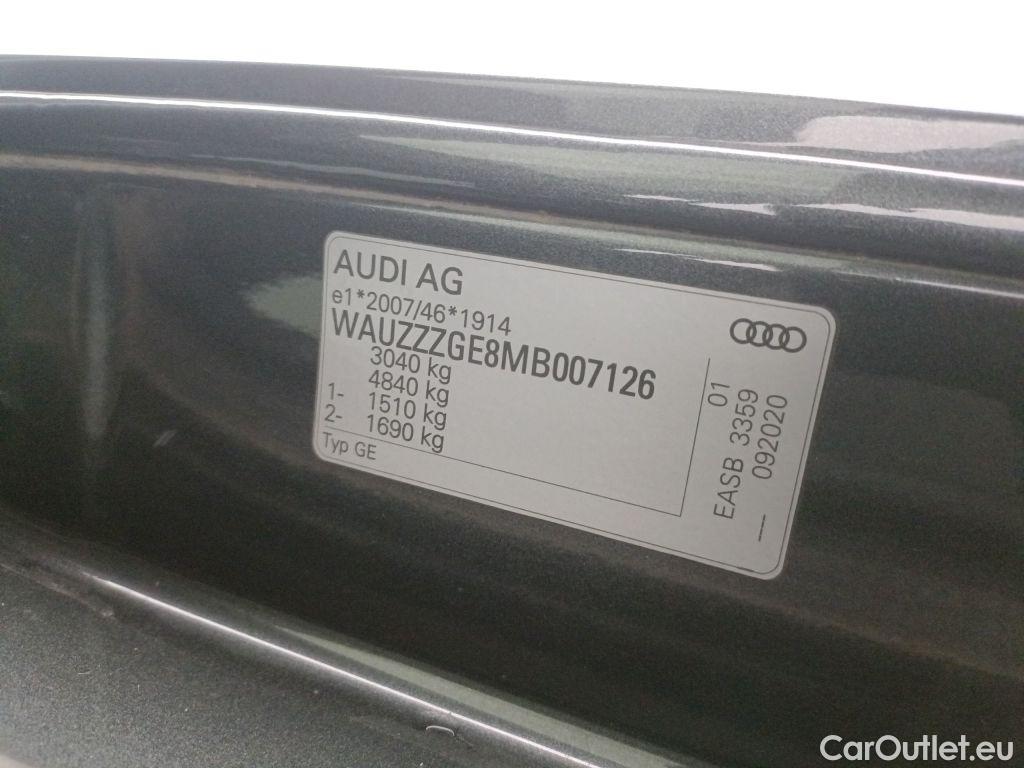 AUDI AG
e1*2007/46*1914
WAUZZZGE8MB007126
3040 kg
4840 kg
1- 1510 kg
2- 1690 kg
Typ GE
01
EASB 3359
— 092020
CarOutlet.eu